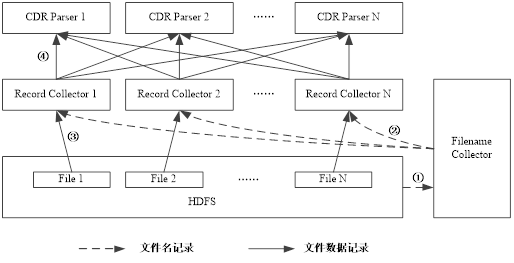 CDR Parser 1 CDR Parser 2 …… CDR Parser N
④
Record Collector 1 Record Collector 2 …… Record Collector N
③ ②
Filename
Collector
File 1 File 2 …… File N
①
HDFS
文件名记录 文件数据记录